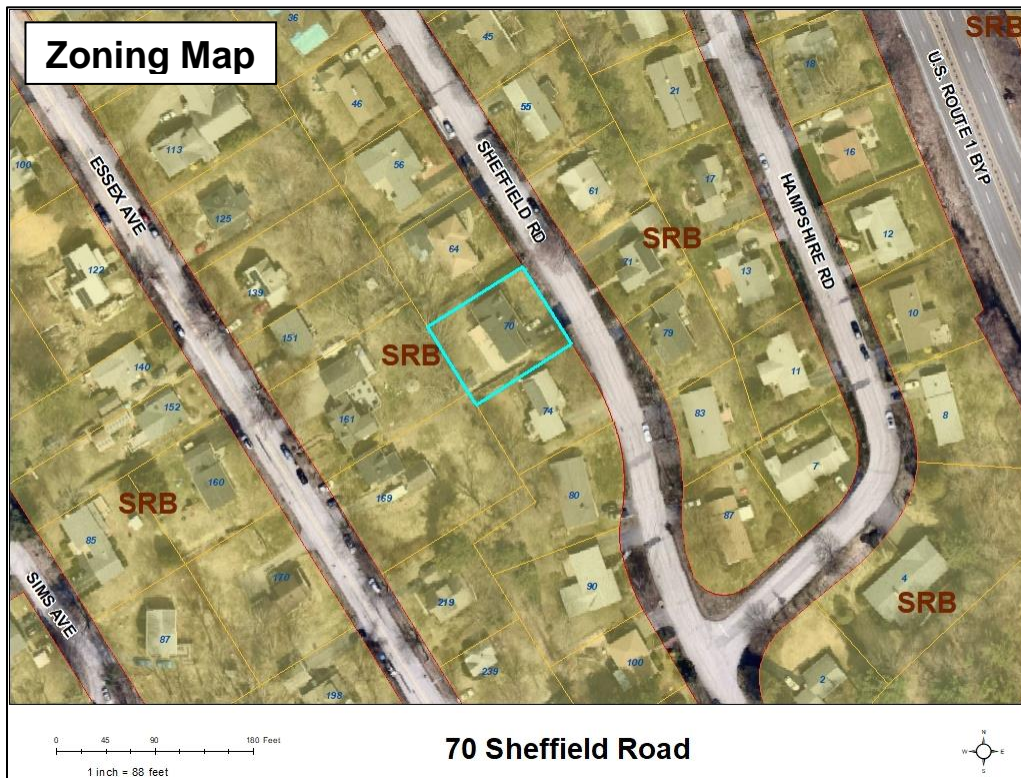 Zoning Map
36
45
SRB
18
21
55
46
113
16
56
100
61
17
U.S. ROUTE 1 BYP
ESSEX AVE
SHEFFIELD RD
HAMPSHIRE RD
125
12
64
SRB
71
122
13
139
10
70
79
151
SRB
11
140
152
74
83
8
161
7
160
169
80
SRB
87
85
4
170
90
SIMS AVE
219
SRB
87
239
100
2
198
0 45 90 180 Feet
1 inch = 88 feet
70 Sheffield Road
N
W E
S